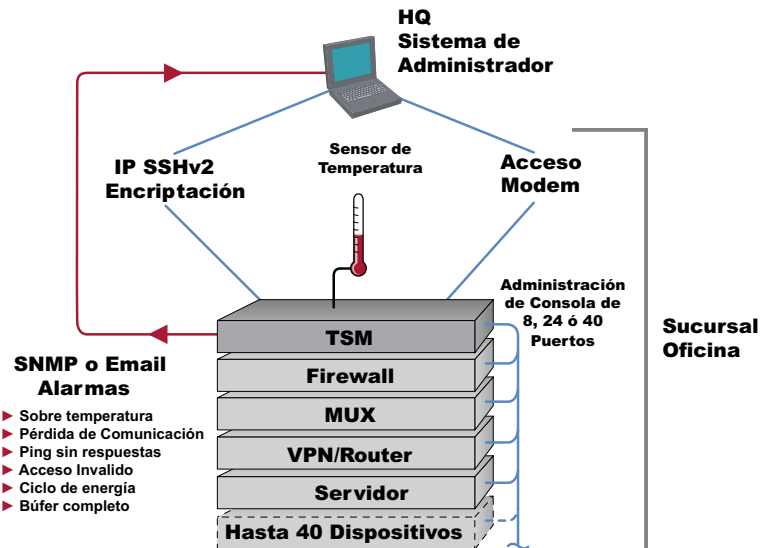 HQ
Sistema de
Administrador
IP SSHv2
Encriptación
Sensor de
Temperatura
Acceso
Modem
Administración
de Consola de
8, 24 ó 40
Puertos
Sucursal
Oficina
TSM
Firewall
MUX
VPN/Router
Servidor
Hasta 40 Dispositivos
SNMP o Email
Alarmas
Sobre temperatura
Pérdida de Comunicación
Ping sin respuestas
Acceso Invalido
Ciclo de energía
Búfer completo